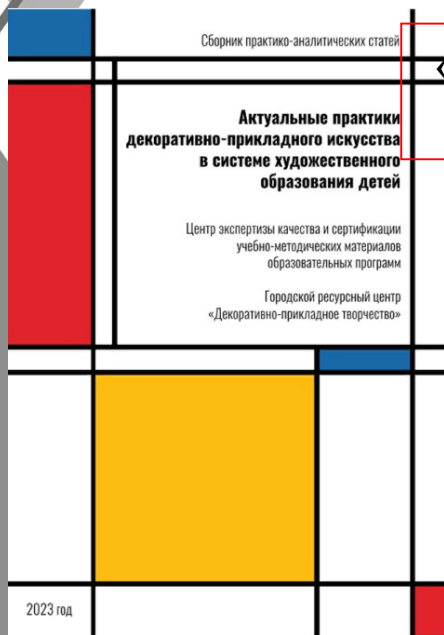 Сборник практико-аналитических статей
Актуальные практики
декоративно-прикладного искусства
в системе художественного
образования детей
Центр экспертизы качества и сертификации
учебно-методических материалов
образовательных программ
Городской ресурсный центр
«Декоративно-прикладное творчество»
2023 год